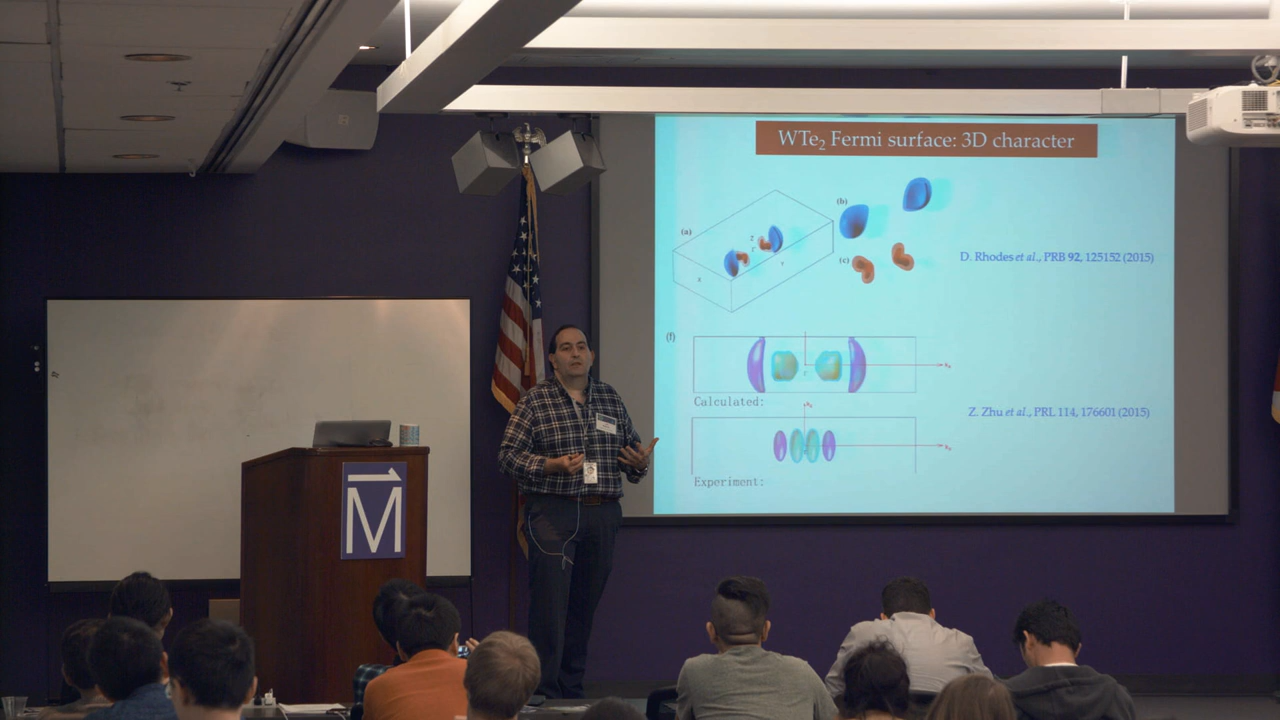 WTe₂ Fermi surface: 3D character
(a)
(b)
(c)
D. Rhodes et al., PRB 92, 125152 (2015)
(f)
Calculated:
Z. Zhu et al., PRL 114, 176601 (2015)
Experiment:
M